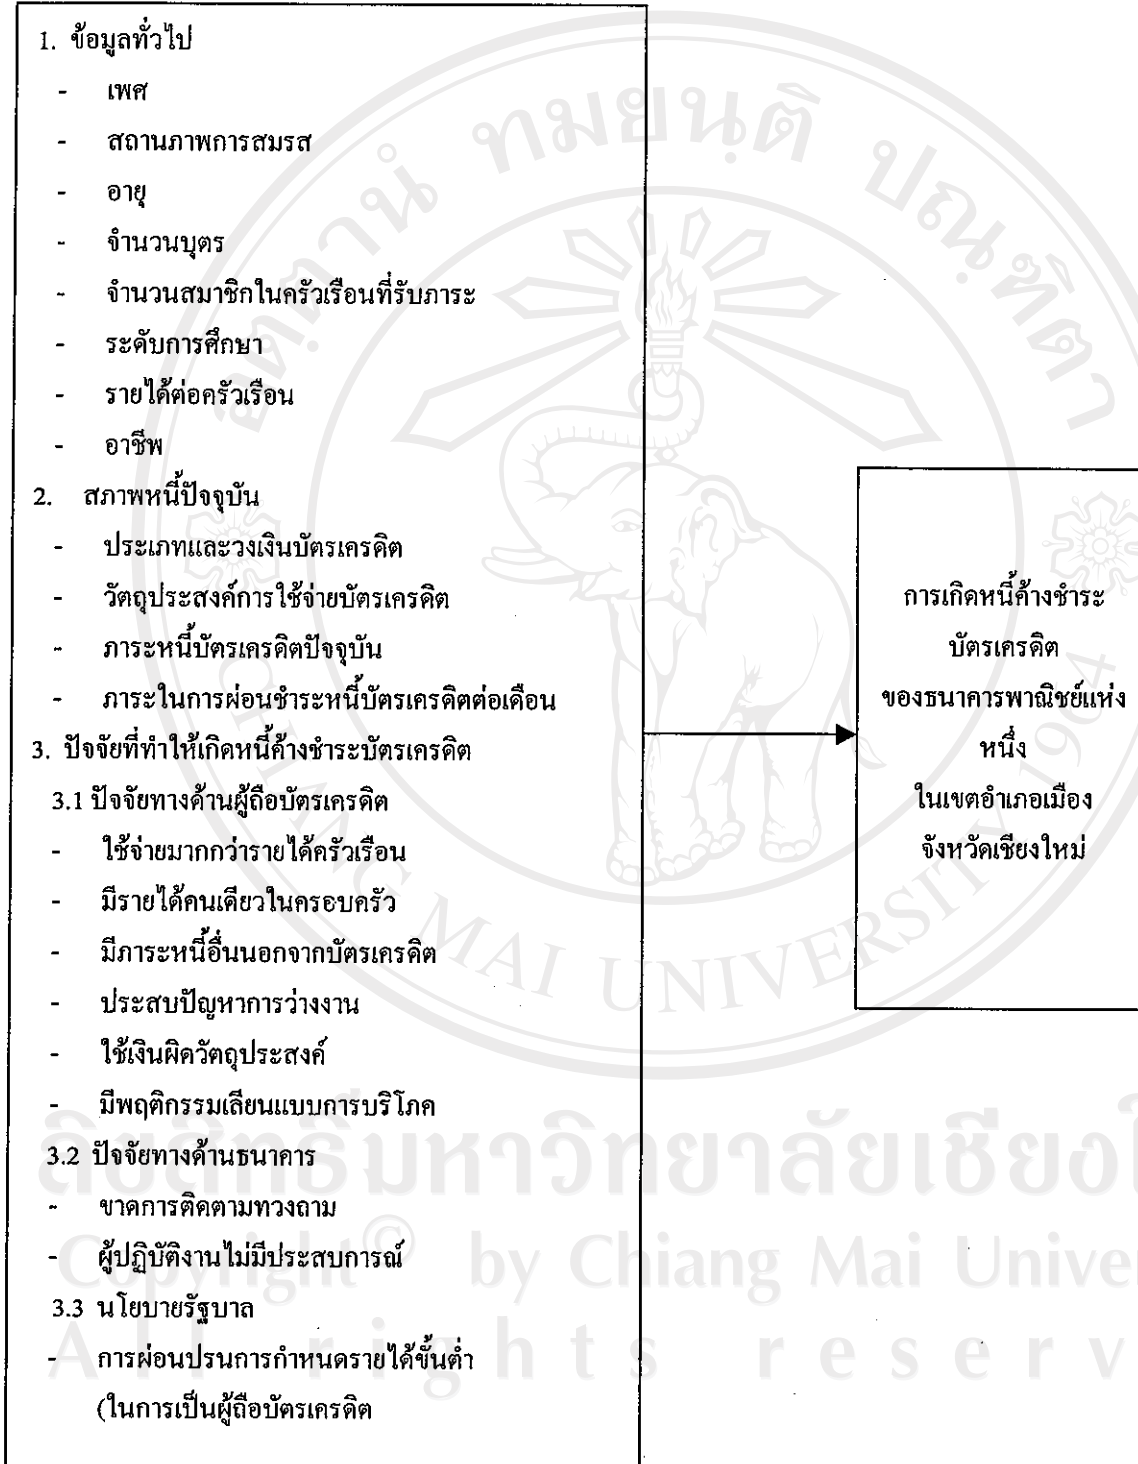 1. ข้อมูลทั่วไป
- เพศ
- สถานภาพการสมรส
- อายุ
- จำนวนบุตร
- จำนวนสมาชิกในครัวเรือนที่รับภาระ
- ระดับการศึกษา
- รายได้ต่อครัวเรือน
- อาชีพ
2. สภาพหนี้ปัจจุบัน
- ประเภทและวงเงินบัตรเครดิต
- วัตถุประสงค์การใช้จ่ายบัตรเครดิต
- ภาระหนี้บัตรเครดิตปัจจุบัน
- ภาระในการผ่อนชำระหนี้บัตรเครดิตต่อเดือน
3. ปัจจัยที่ทำให้เกิดหนี้ค้างชำระบัตรเครดิต
3.1 ปัจจัยทางด้านผู้ถือบัตรเครดิต
- ใช้จ่ายมากกว่ารายได้ครัวเรือน
- มีรายได้คนเดียวในครอบครัว
- มีภาระหนี้อื่นนอกจากบัตรเครดิต
- ประสบปัญหาการว่างงาน
- ใช้เงินผิดวัตถุประสงค์
- มีพฤติกรรมเลียนแบบการบริโภค
3.2 ปัจจัยทางด้านธนาคาร
- ขาดการติดตามทวงถาม
- ผู้ปฏิบัติงานไม่มีประสบการณ์
3.3 นโยบายรัฐบาล
- การผ่อนปรนการกำหนดรายได้ขั้นต่ำ
(ในการเป็นผู้ถือบัตรเครดิต
การเกิดหนี้ค้างชำระ
บัตรเครดิต
ของธนาคารพาณิชย์แห่ง
หนึ่ง
ในเขตอำเภอเมือง
จังหวัดเชียงใหม่
อตฺตานํ ทมยนฺติ ปณฺฑิตา
CHIANG MAI UNIVERSITY 1964
ลิขสิทธิ์มหาวิทยาลัยเชียงให
Copyright© by Chiang Mai Univer
All rights reserv